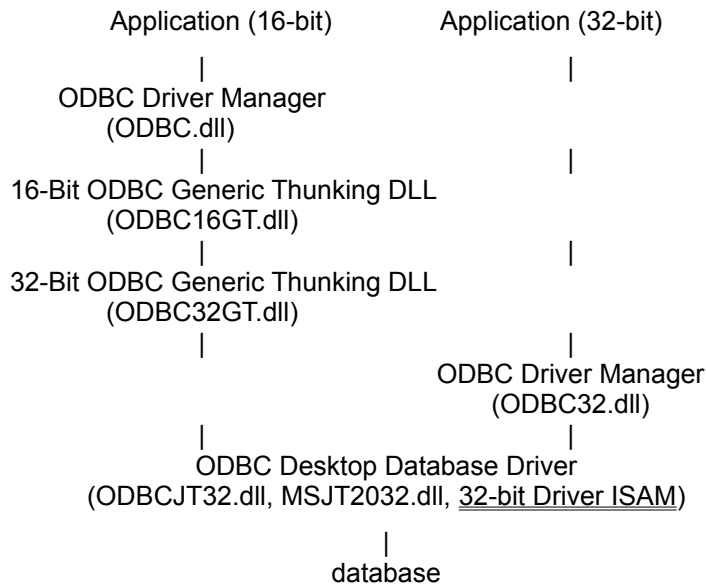 Application (16-bit) Application (32-bit)
| |
ODBC Driver Manager
(ODBC.dll)
| |
16-Bit ODBC Generic Thunking DLL
(ODBC16GT.dll)
| |
32-Bit ODBC Generic Thunking DLL
(ODBC32GT.dll)
| |
ODBC Driver Manager
(ODBC32.dll)
| |
ODBC Desktop Database Driver
(ODBCJT32.dll, MSJT2032.dll, 32-bit Driver ISAM)
|
database